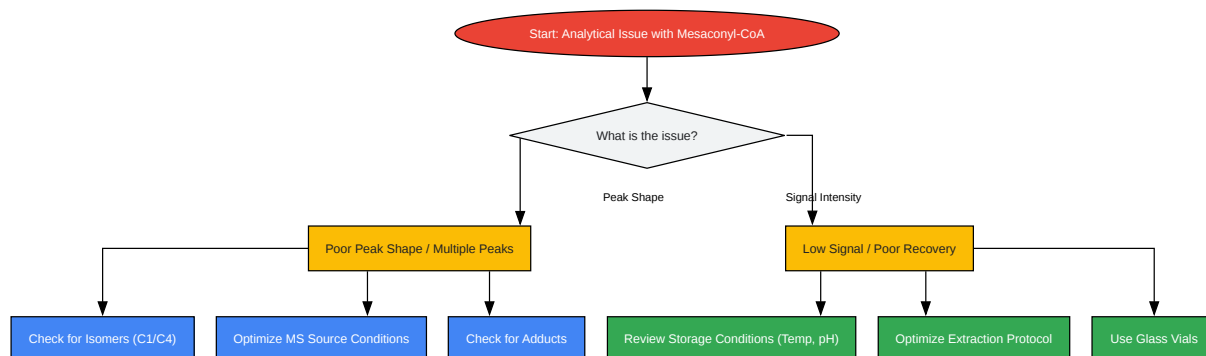 Start: Analytical Issue with Mesaconyl-CoA
What is the issue?
Peak Shape
Signal Intensity
Poor Peak Shape / Multiple Peaks
Low Signal / Poor Recovery
Check for Isomers (C1/C4)
Optimize MS Source Conditions
Check for Adducts
Review Storage Conditions (Temp, pH)
Optimize Extraction Protocol
Use Glass Vials